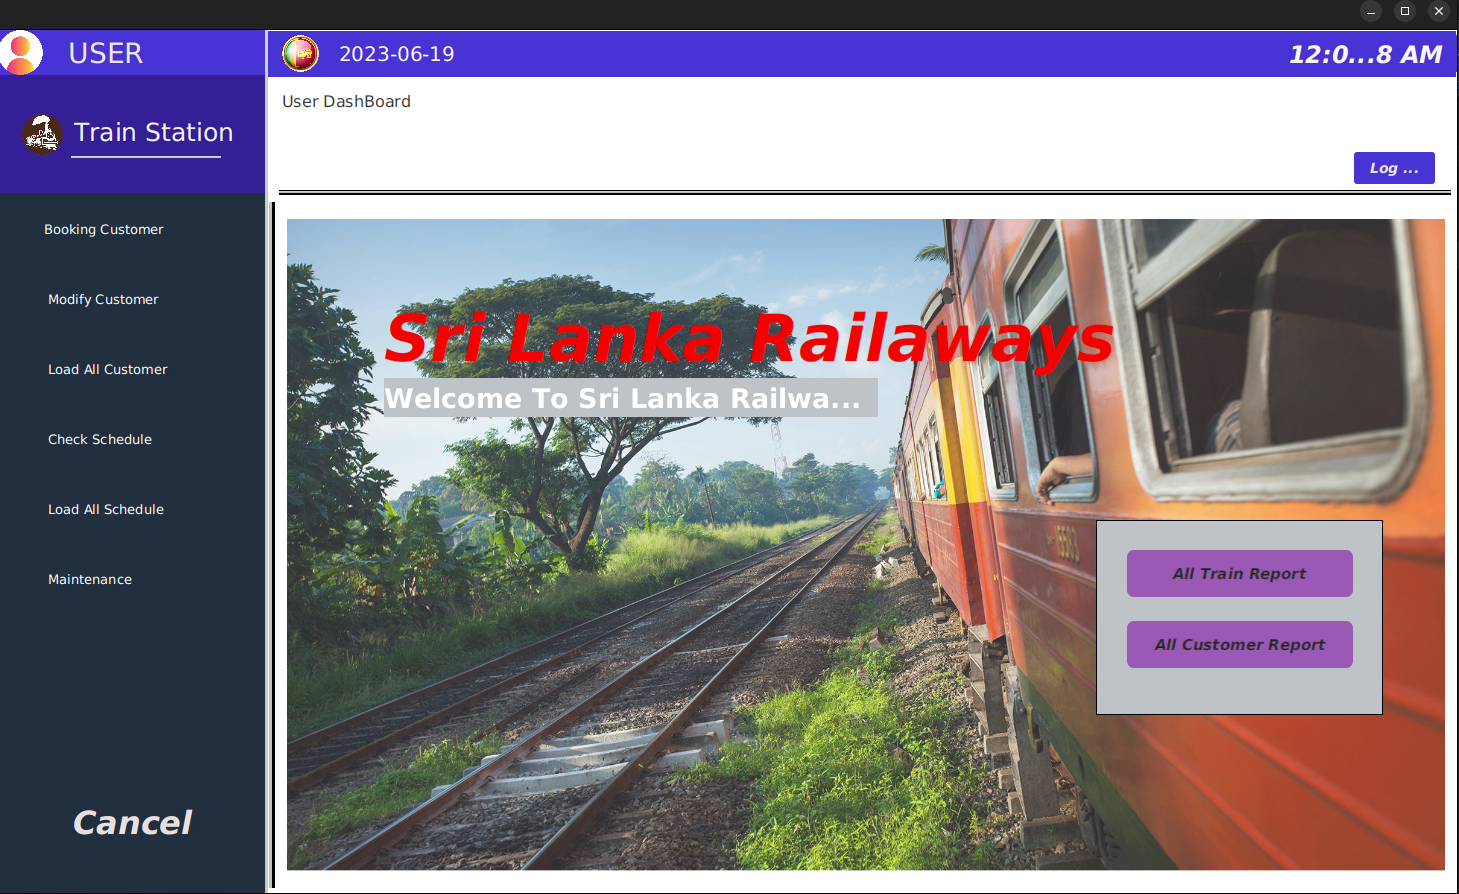 USER
2023-06-19
12:0...8 AM
Train Station
User DashBoard
Log ...
Booking Customer
Modify Customer
Load All Customer
Check Schedule
Load All Schedule
Maintenance
Cancel
Sri Lanka Railaways
Welcome To Sri Lanka Railwa...
All Train Report
All Customer Report